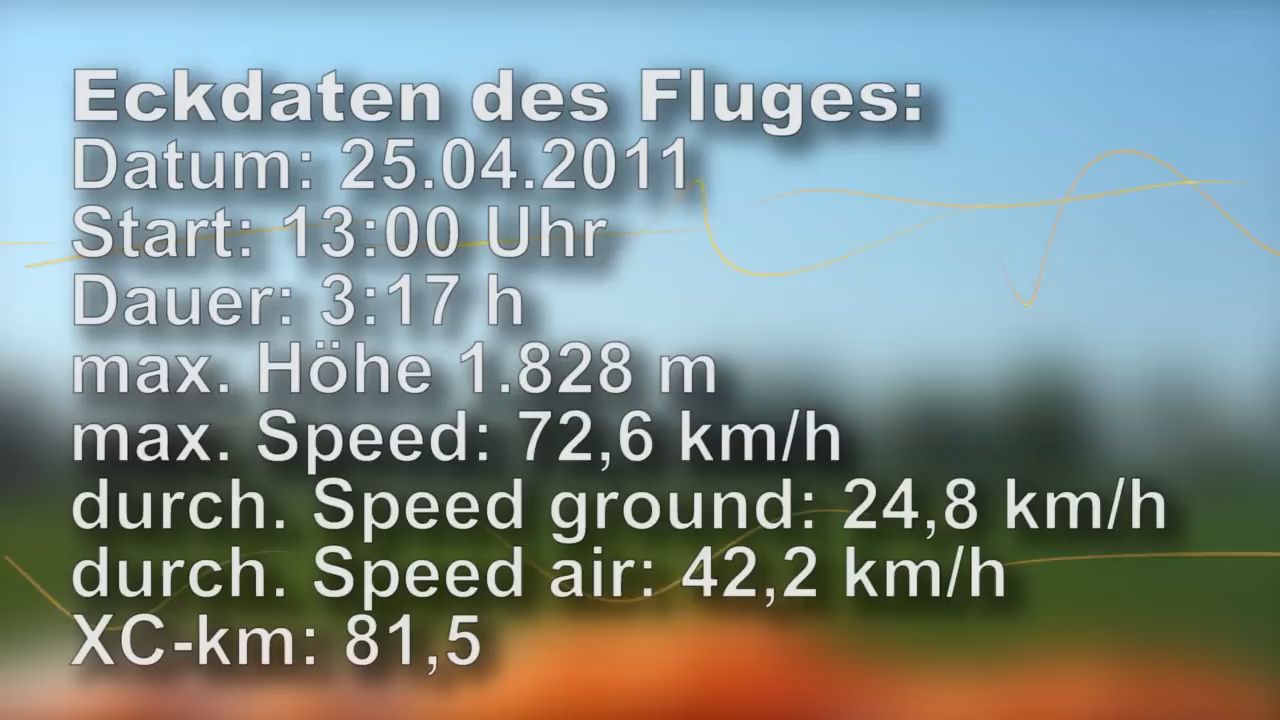 Eckdaten des Fluges:
Datum: 25.04.2011
Start: 13:00 Uhr
Dauer: 3:17 h
max. Höhe 1.828 m
max. Speed: 72,6 km/h
durch. Speed ground: 24,8 km/h
durch. Speed air: 42,2 km/h
XC-km: 81,5